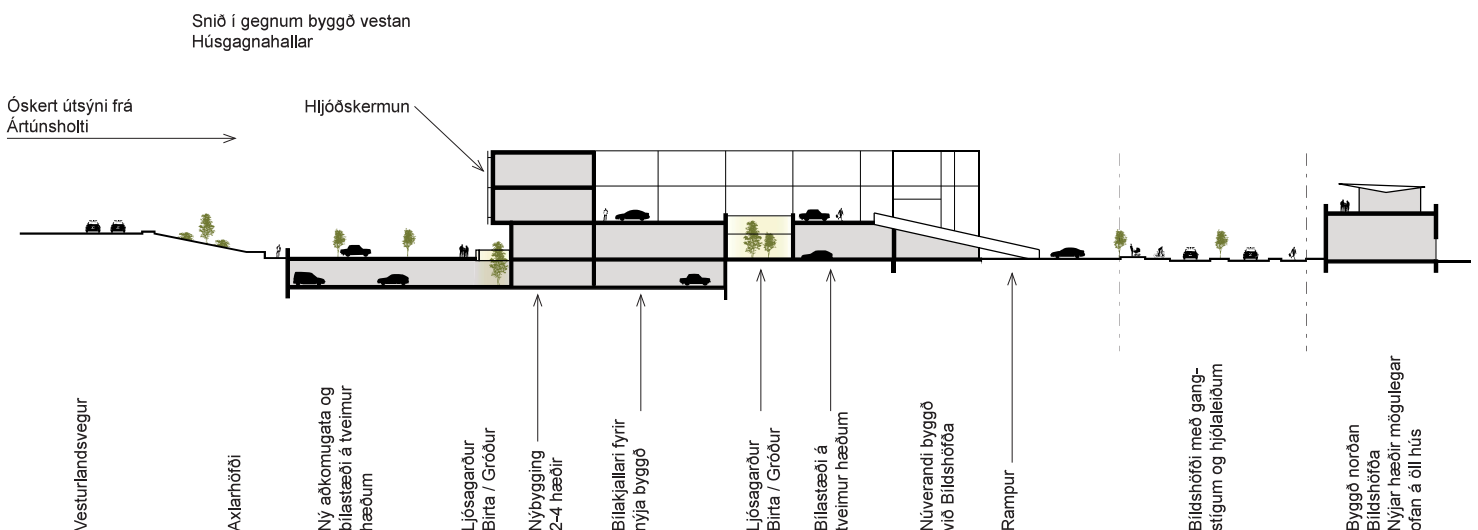 Snið í gegnum byggð vestan
Húsgagnahallar
Óskert útsýni frá
Ártúnsholti
Hljóðskermun
Vesturlandsvegur
Axlarhöfði
Ný aðkomugata og
bílastæði á tveimur
hæðum
Ljósagarður
Birta / Gróður
Nýbygging
2-4 hæðir
Bílakjallari fyrir
nýja byggð
Ljósagarður
Birta / Gróður
Bílastæði á
tveimur hæðum
Núverandi byggð
við Bíldshöfða
Rampur
Bíldshöfði með gang-
stígum og hjólaleiðum
Byggð norðan
Bíldshöfða
Nýjar hæðir mögulegar
ofan á öll hús